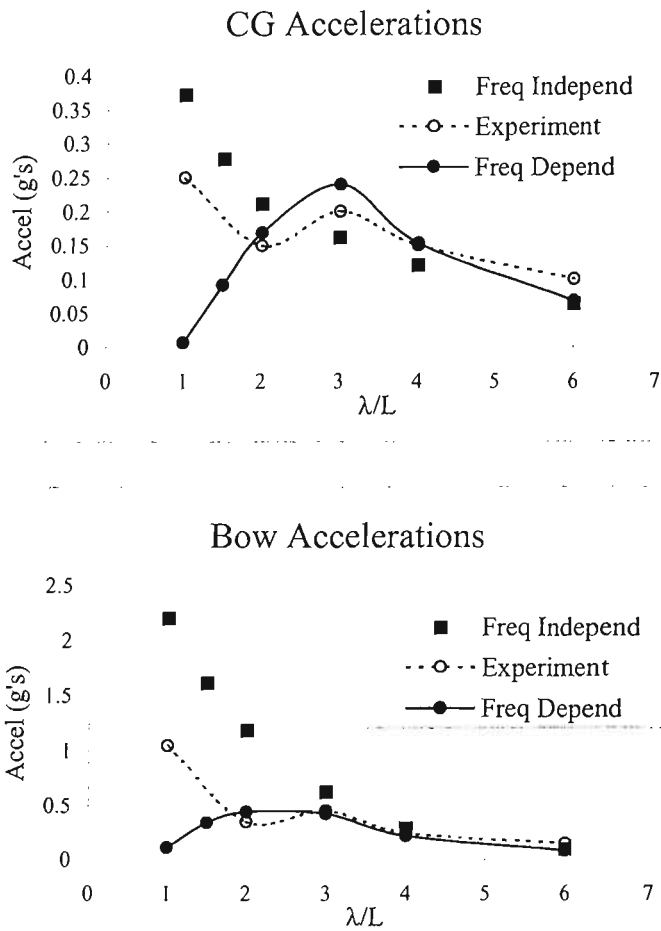 CG Accelerations
0.4
0.35
0.3
0.25
0.2
0.15
0.1
0.05
0
Accel (g's)
Freq Independ
Experiment
Freq Depend
0 1 2 3 4 5 6 7
λ/L
Bow Accelerations
2.5
2
1.5
1
0.5
0
Accel (g's)
Freq Independ
Experiment
Freq Depend
0 1 2 3 4 5 6 7
λ/L